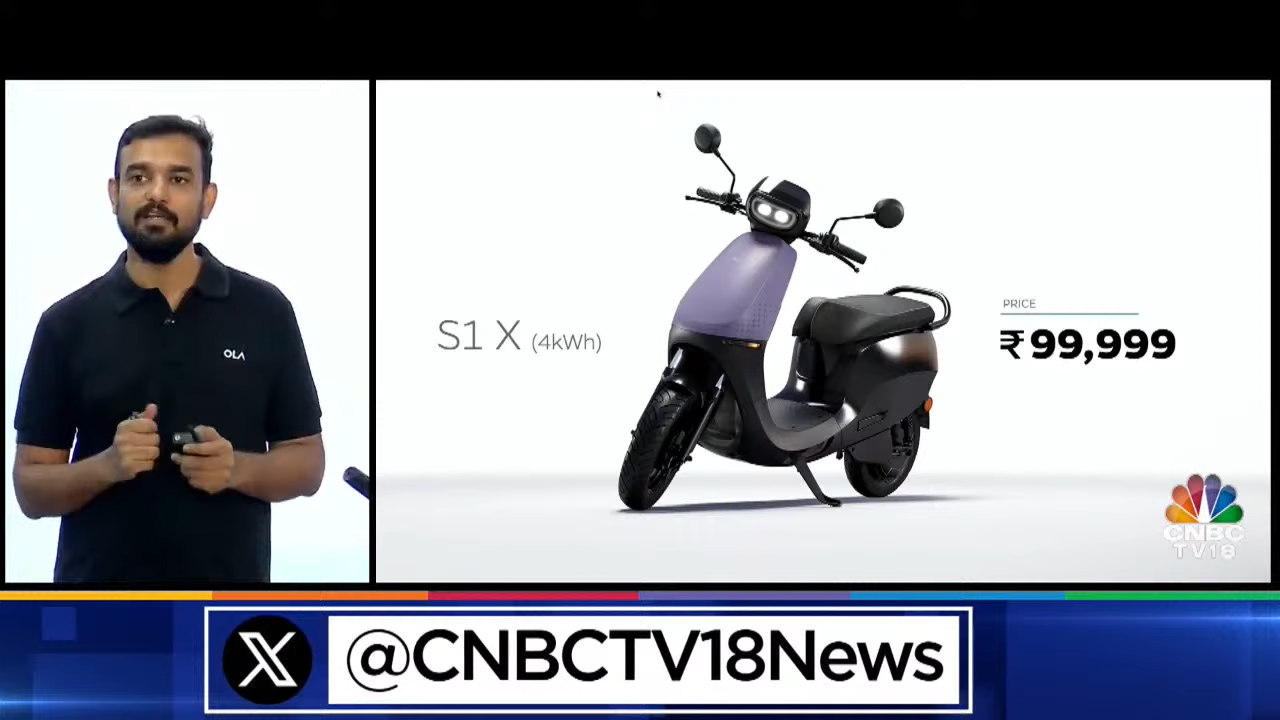 OLA
S1 X (4kWh)
PRICE
₹99,999
CNBC
TV18
X @CNBCTV18News